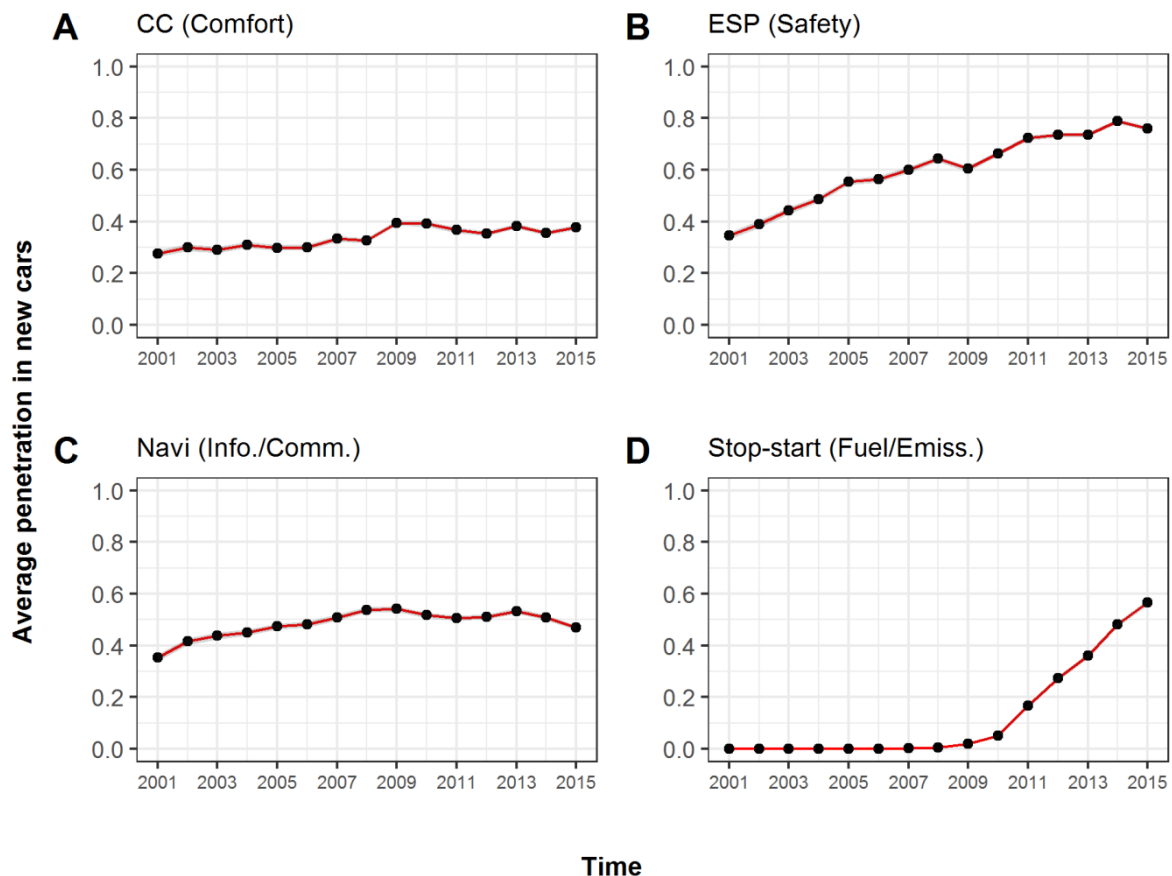 A CC (Comfort)
1.0
0.8
0.6
0.4
0.2
0.0
2001 2003 2005 2007 2009 2011 2013 2015
B ESP (Safety)
1.0
0.8
0.6
0.4
0.2
0.0
2001 2003 2005 2007 2009 2011 2013 2015
Average penetration in new cars
C Navi (Info./Comm.)
1.0
0.8
0.6
0.4
0.2
0.0
2001 2003 2005 2007 2009 2011 2013 2015
D Stop-start (Fuel/Emiss.)
1.0
0.8
0.6
0.4
0.2
0.0
2001 2003 2005 2007 2009 2011 2013 2015
Time